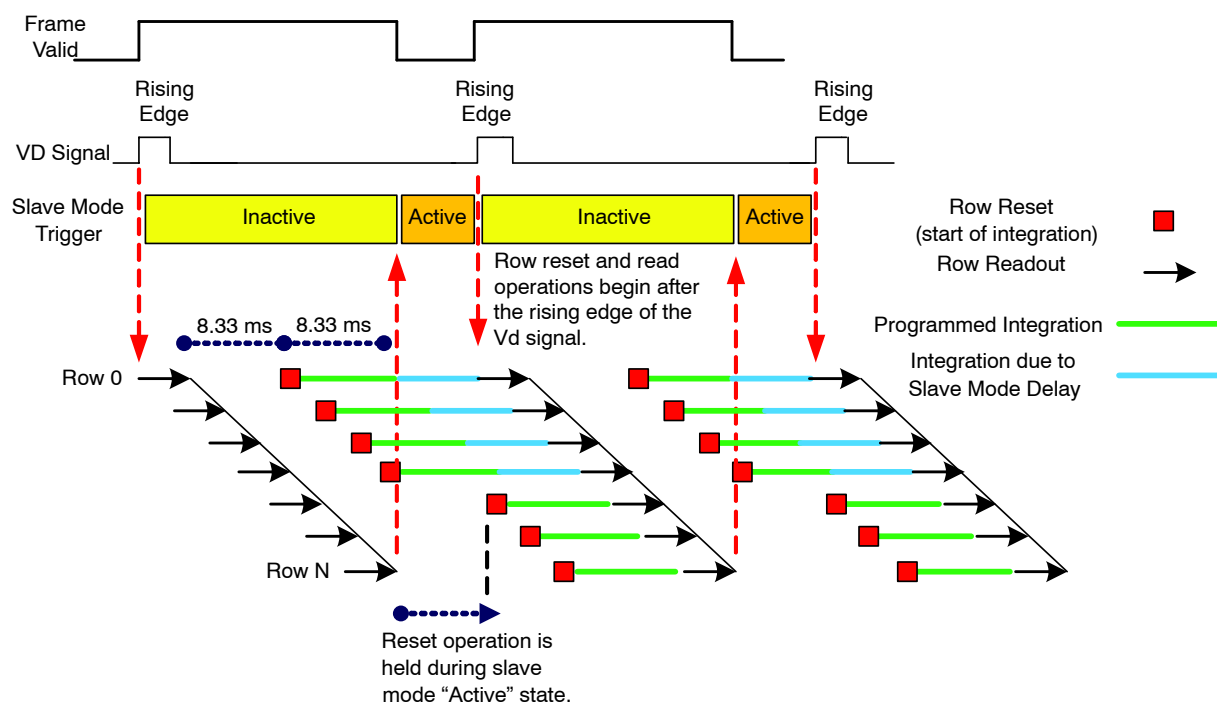 Frame
Valid
Rising
Edge
Rising
Edge
Rising
Edge
VD Signal
Slave Mode
Trigger
Inactive
Active
Inactive
Active
Row Reset
(start of integration)
Row Readout
Programmed Integration
Integration due to
Slave Mode Delay
Row reset and read
operations begin after
the rising edge of the
Vd signal.
8.33 ms
8.33 ms
Row 0
Row N
Reset operation is
held during slave
mode “Active” state.